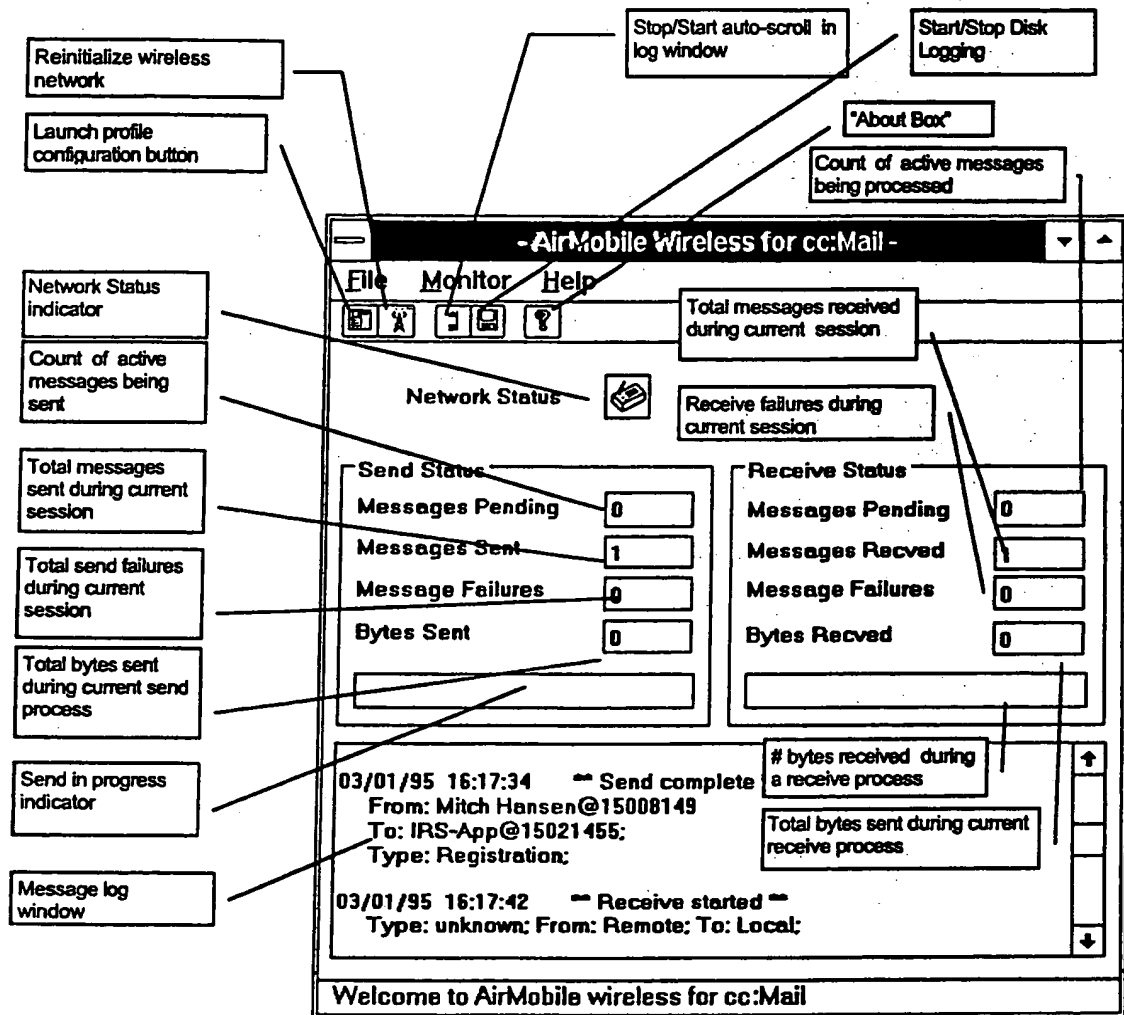 Reinitialize wireless
network
Launch profile
configuration button
Stop/Start auto-scroll in
log window
Start/Stop Disk
Logging
"About Box"
Count of active messages
being processed
-AirMobile Wireless for cc:Mail-
File Monitor Help
Network Status
indicator
Count of active
messages being
sent
Total messages
sent during current
session
Total send failures
during current
session
Total bytes sent
during current send
process
Send in progress
indicator
Message log
window
Total messages received
during current session
Network Status
Receive failures during
current session
Send Status
Messages Pending 0
Messages Sent 1
Message Failures 0
Bytes Sent 0
Receive Status
Messages Pending 0
Messages Recved 1
Message Failures 0
Bytes Recved 0
# bytes received during
a receive process
Total bytes sent during current
receive process
03/01/95 16:17:34 ** Send complete
From: Mitch Hansen@15008149
To: IRS-App@15021455;
Type: Registration;
03/01/95 16:17:42 ** Receive started **
Type: unknown; From: Remote; To: Local;
Welcome to AirMobile wireless for cc:Mail